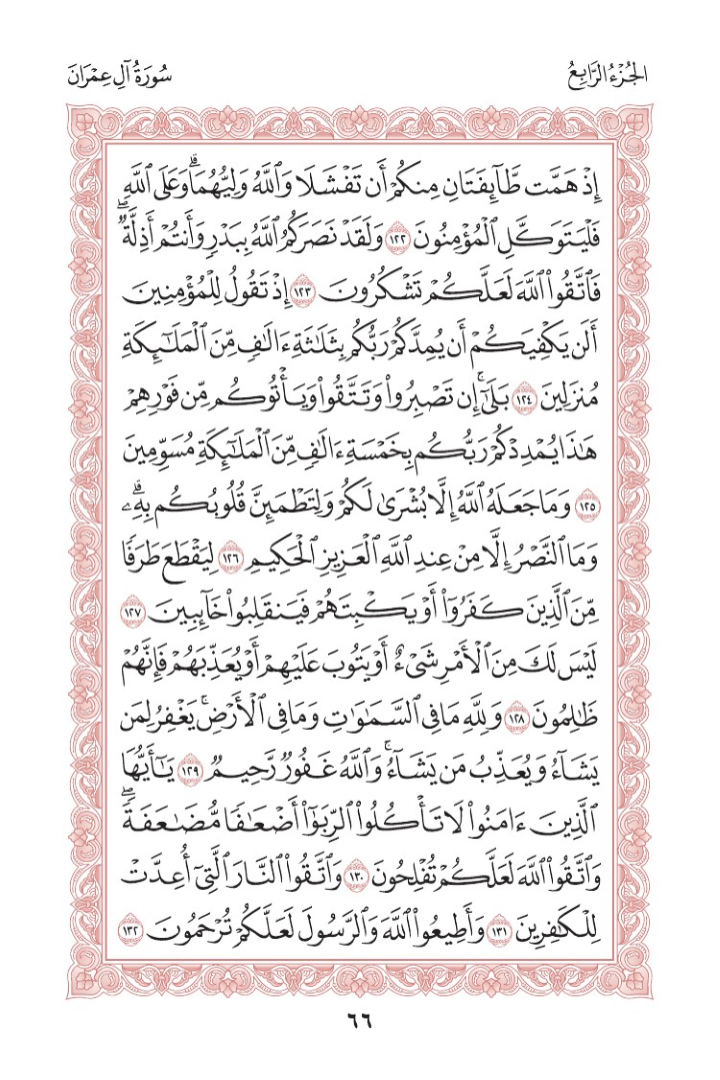 الجُزْءُ الرَّابِعُ
سُورَةُ آلِ عِمْرَانَ
إِذْ هَمَّت طَّآئِفَتَانِ مِنكُمْ أَن تَفْشَلَا وَٱللَّهُ وَلِيُّهُمَاۗ وَعَلَى ٱللَّهِ
فَلْيَتَوَكَّلِ ٱلْمُؤْمِنُونَ ١٢٢ وَلَقَدْ نَصَرَكُمُ ٱللَّهُ بِبَدْرٍ وَأَنتُمْ أَذِلَّةٌۖ
فَٱتَّقُوا۟ ٱللَّهَ لَعَلَّكُمْ تَشْكُرُونَ ١٢٣ إِذْ تَقُولُ لِلْمُؤْمِنِينَ
أَلَن يَكْفِيَكُمْ أَن يُمِدَّكُمْ رَبُّكُم بِثَلَٰثَةِ ءَالَٰفٍ مِّنَ ٱلْمَلَٰٓئِكَةِ
مُنزَلِينَ ١٢٤ بَلَىٰٓۚ إِن تَصْبِرُوا۟ وَتَتَّقُوا۟ وَيَأْتُوكُم مِّن فَوْرِهِمْ
هَٰذَا يُمْدِدْكُمْ رَبُّكُم بِخَمْسَةِ ءَالَٰفٍ مِّنَ ٱلْمَلَٰٓئِكَةِ مُسَوِّمِينَ
١٢٥ وَمَا جَعَلَهُ ٱللَّهُ إِلَّا بُشْرَىٰ لَكُمْ وَلِتَطْمَئِنَّ قُلُوبُكُم بِهِۦۗ
وَمَا ٱلنَّصْرُ إِلَّا مِنْ عِندِ ٱللَّهِ ٱلْعَزِيزِ ٱلْحَكِيمِ ١٢٦ لِيَقْطَعَ طَرَفًا
مِّنَ ٱلَّذِينَ كَفَرُوٓا۟ أَوْ يَكْبِتَهُمْ فَيَنقَلِبُوا۟ خَآئِبِينَ ١٢٧
لَيْسَ لَكَ مِنَ ٱلْأَمْرِ شَىْءٌ أَوْ يَتُوبَ عَلَيْهِمْ أَوْ يُعَذِّبَهُمْ فَإِنَّهُمْ
ظَٰلِمُونَ ١٢٨ وَلِلَّهِ مَا فِى ٱلسَّمَٰوَٰتِ وَمَا فِى ٱلْأَرْضِۚ يَغْفِرُ لِمَن
يَشَآءُ وَيُعَذِّبُ مَن يَشَآءُۚ وَٱللَّهُ غَفُورٌ رَّحِيمٌ ١٢٩ يَٰٓأَيُّهَا
ٱلَّذِينَ ءَامَنُوا۟ لَا تَأْكُلُوا۟ ٱلرِّبَوٰٓا۟ أَضْعَٰفًا مُّضَٰعَفَةًۖ
وَٱتَّقُوا۟ ٱللَّهَ لَعَلَّكُمْ تُفْلِحُونَ ١٣٠ وَٱتَّقُوا۟ ٱلنَّارَ ٱلَّتِىٓ أُعِدَّتْ
لِلْكَٰفِرِينَ ١٣١ وَأَطِيعُوا۟ ٱللَّهَ وَٱلرَّسُولَ لَعَلَّكُمْ تُرْحَمُونَ ١٣٢
٦٦